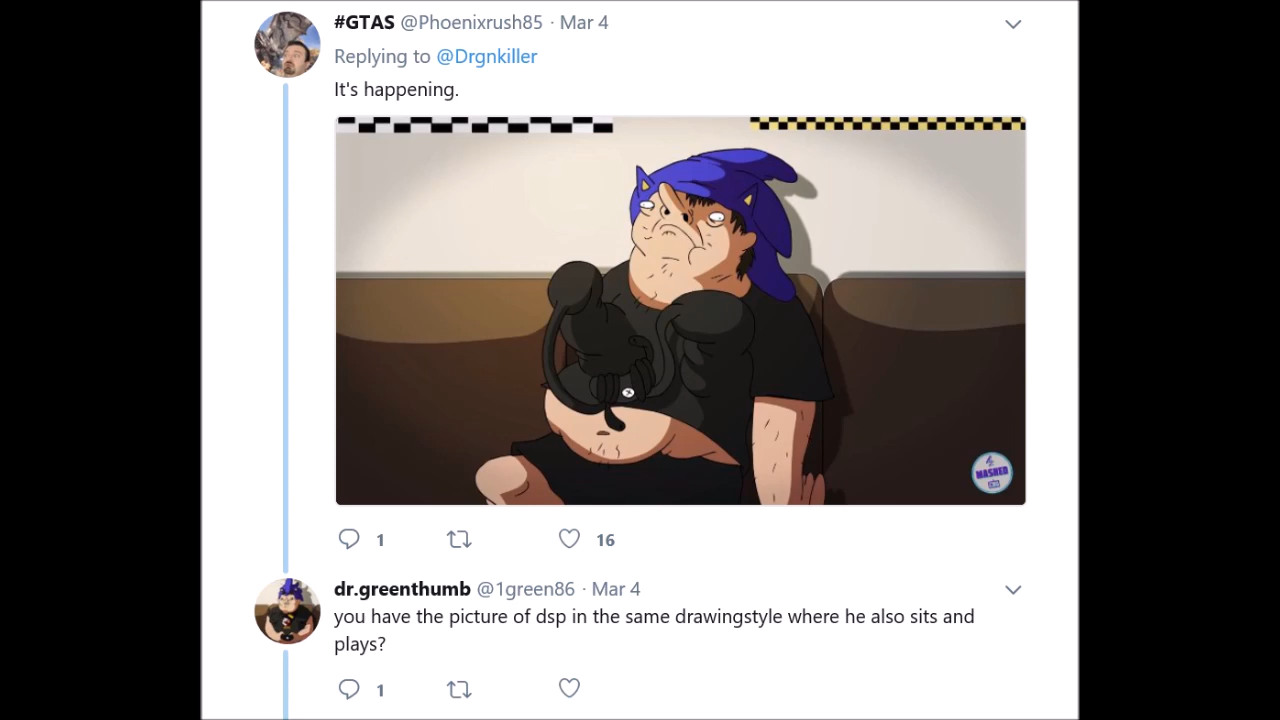 #GTAS @Phoenixrush85 · Mar 4
Replying to @Drgnkiller
It's happening.
MASHED
1 16
dr.greenthumb @1green86 · Mar 4
you have the picture of dsp in the same drawingstyle where he also sits and
plays?
1